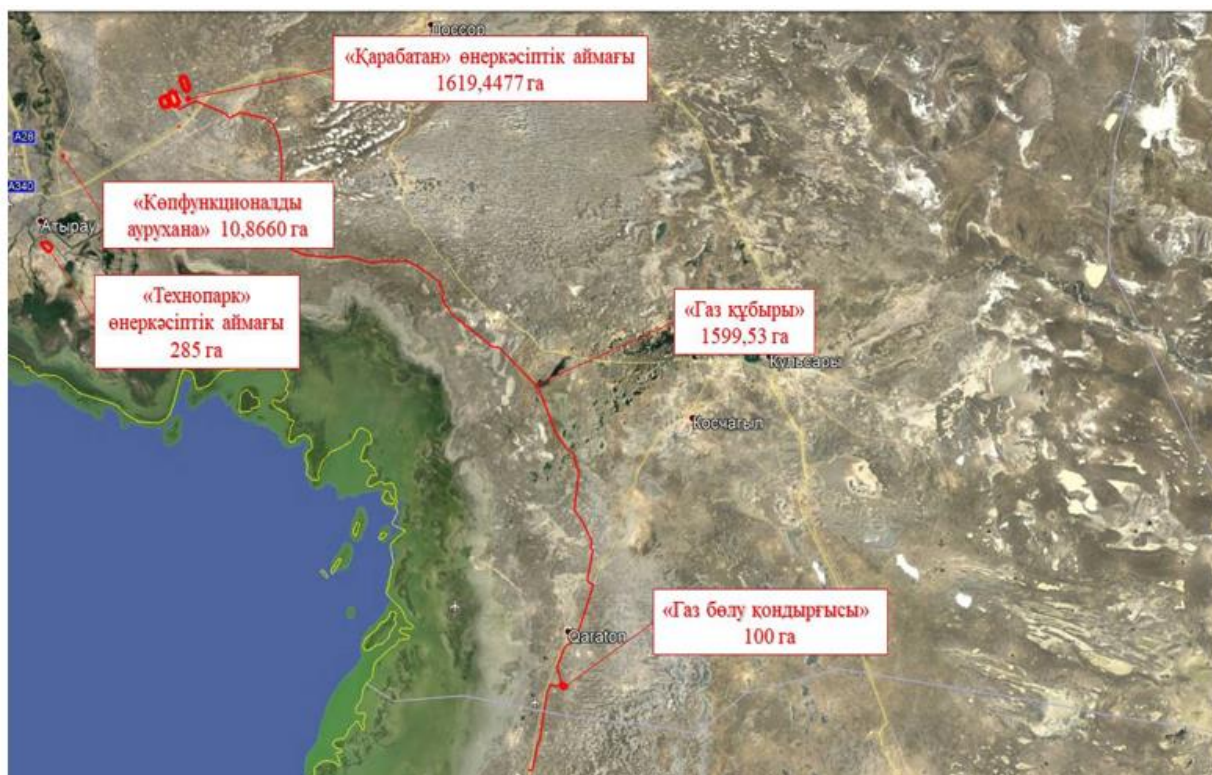 Доссор
«Қарабатан» өнеркәсіптік аймағы
1619,4477 га
A28
A340
«Көпфункционалды
аурухана» 10,8660 га
Атырау
«Технопарк»
өнеркәсіптік аймағы
285 га
«Газ құбыры»
1599,53 га
Кульсары
Косчагыл
«Газ бөлу қондырғысы»
100 га
Qaraton